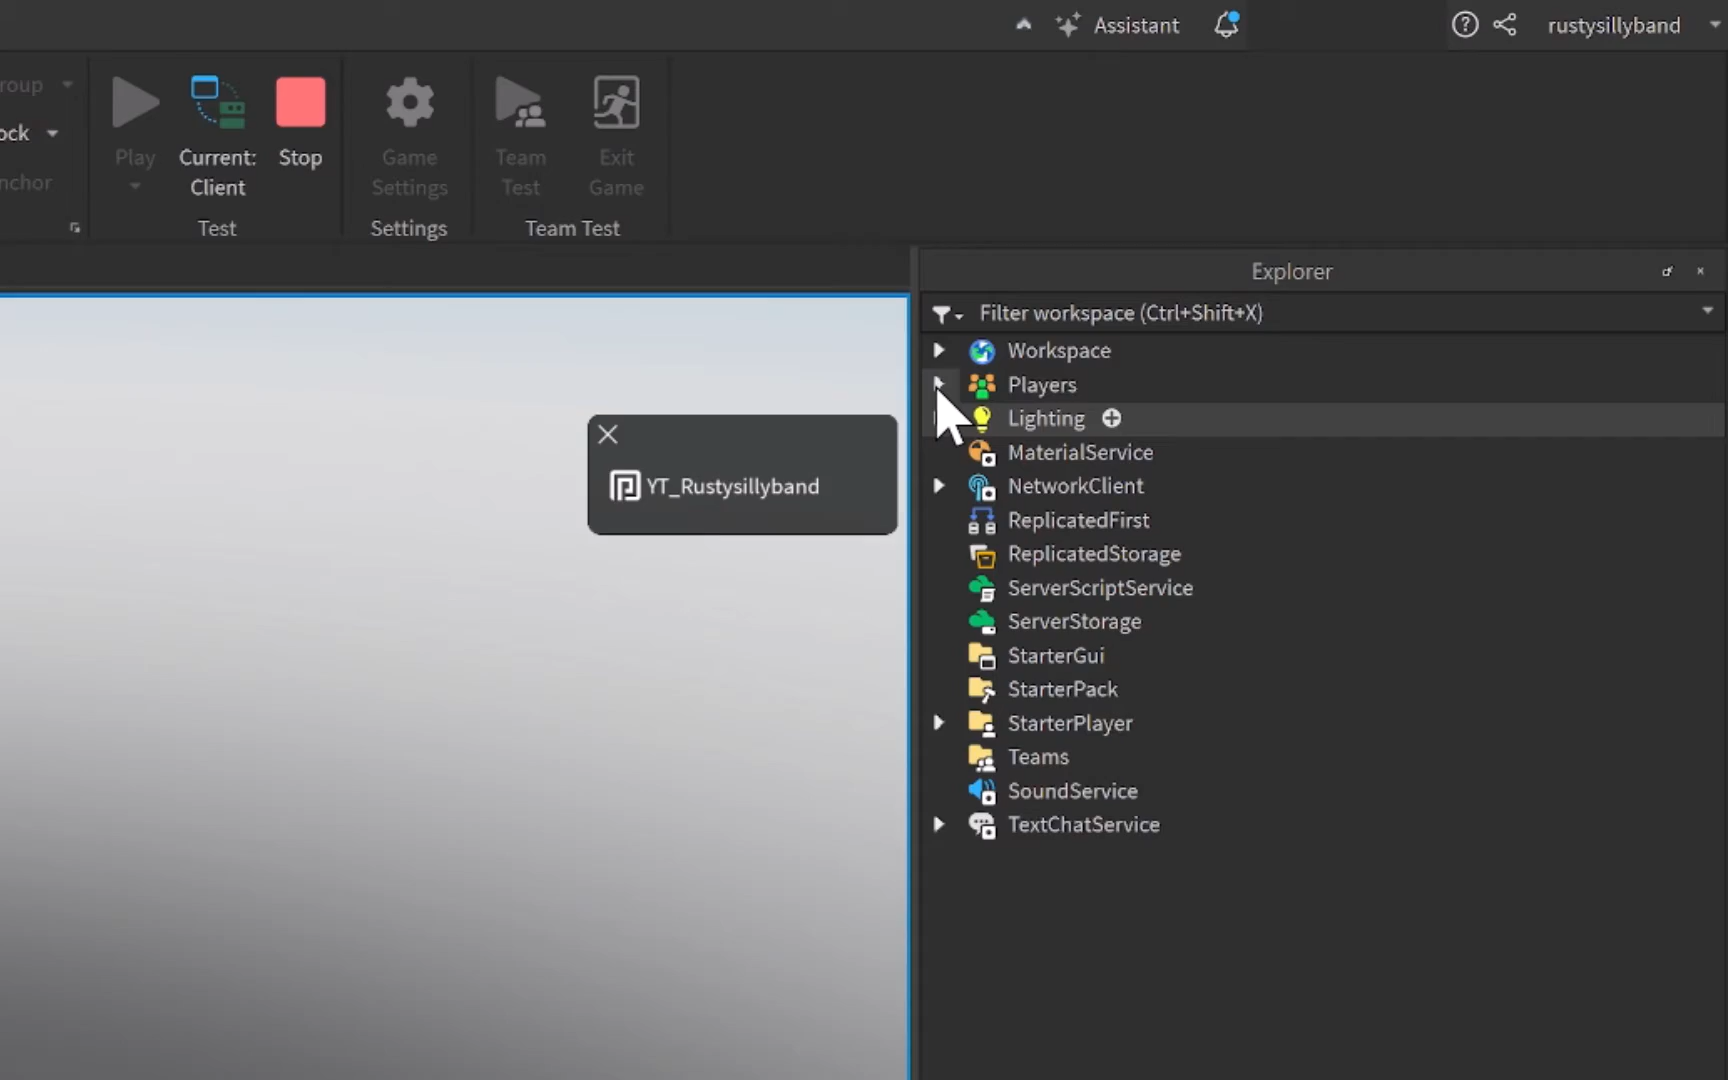 Assistant
rustysillyband
roup
ock
nchor
Play
Current:
Client
Stop
Test
Game
Settings
Settings
Team
Test
Exit
Game
Team Test
Explorer
Filter workspace (Ctrl+Shift+X)
Workspace
Players
Lighting
MaterialService
NetworkClient
ReplicatedFirst
ReplicatedStorage
ServerScriptService
ServerStorage
StarterGui
StarterPack
StarterPlayer
Teams
SoundService
TextChatService
YT_Rustysillyband